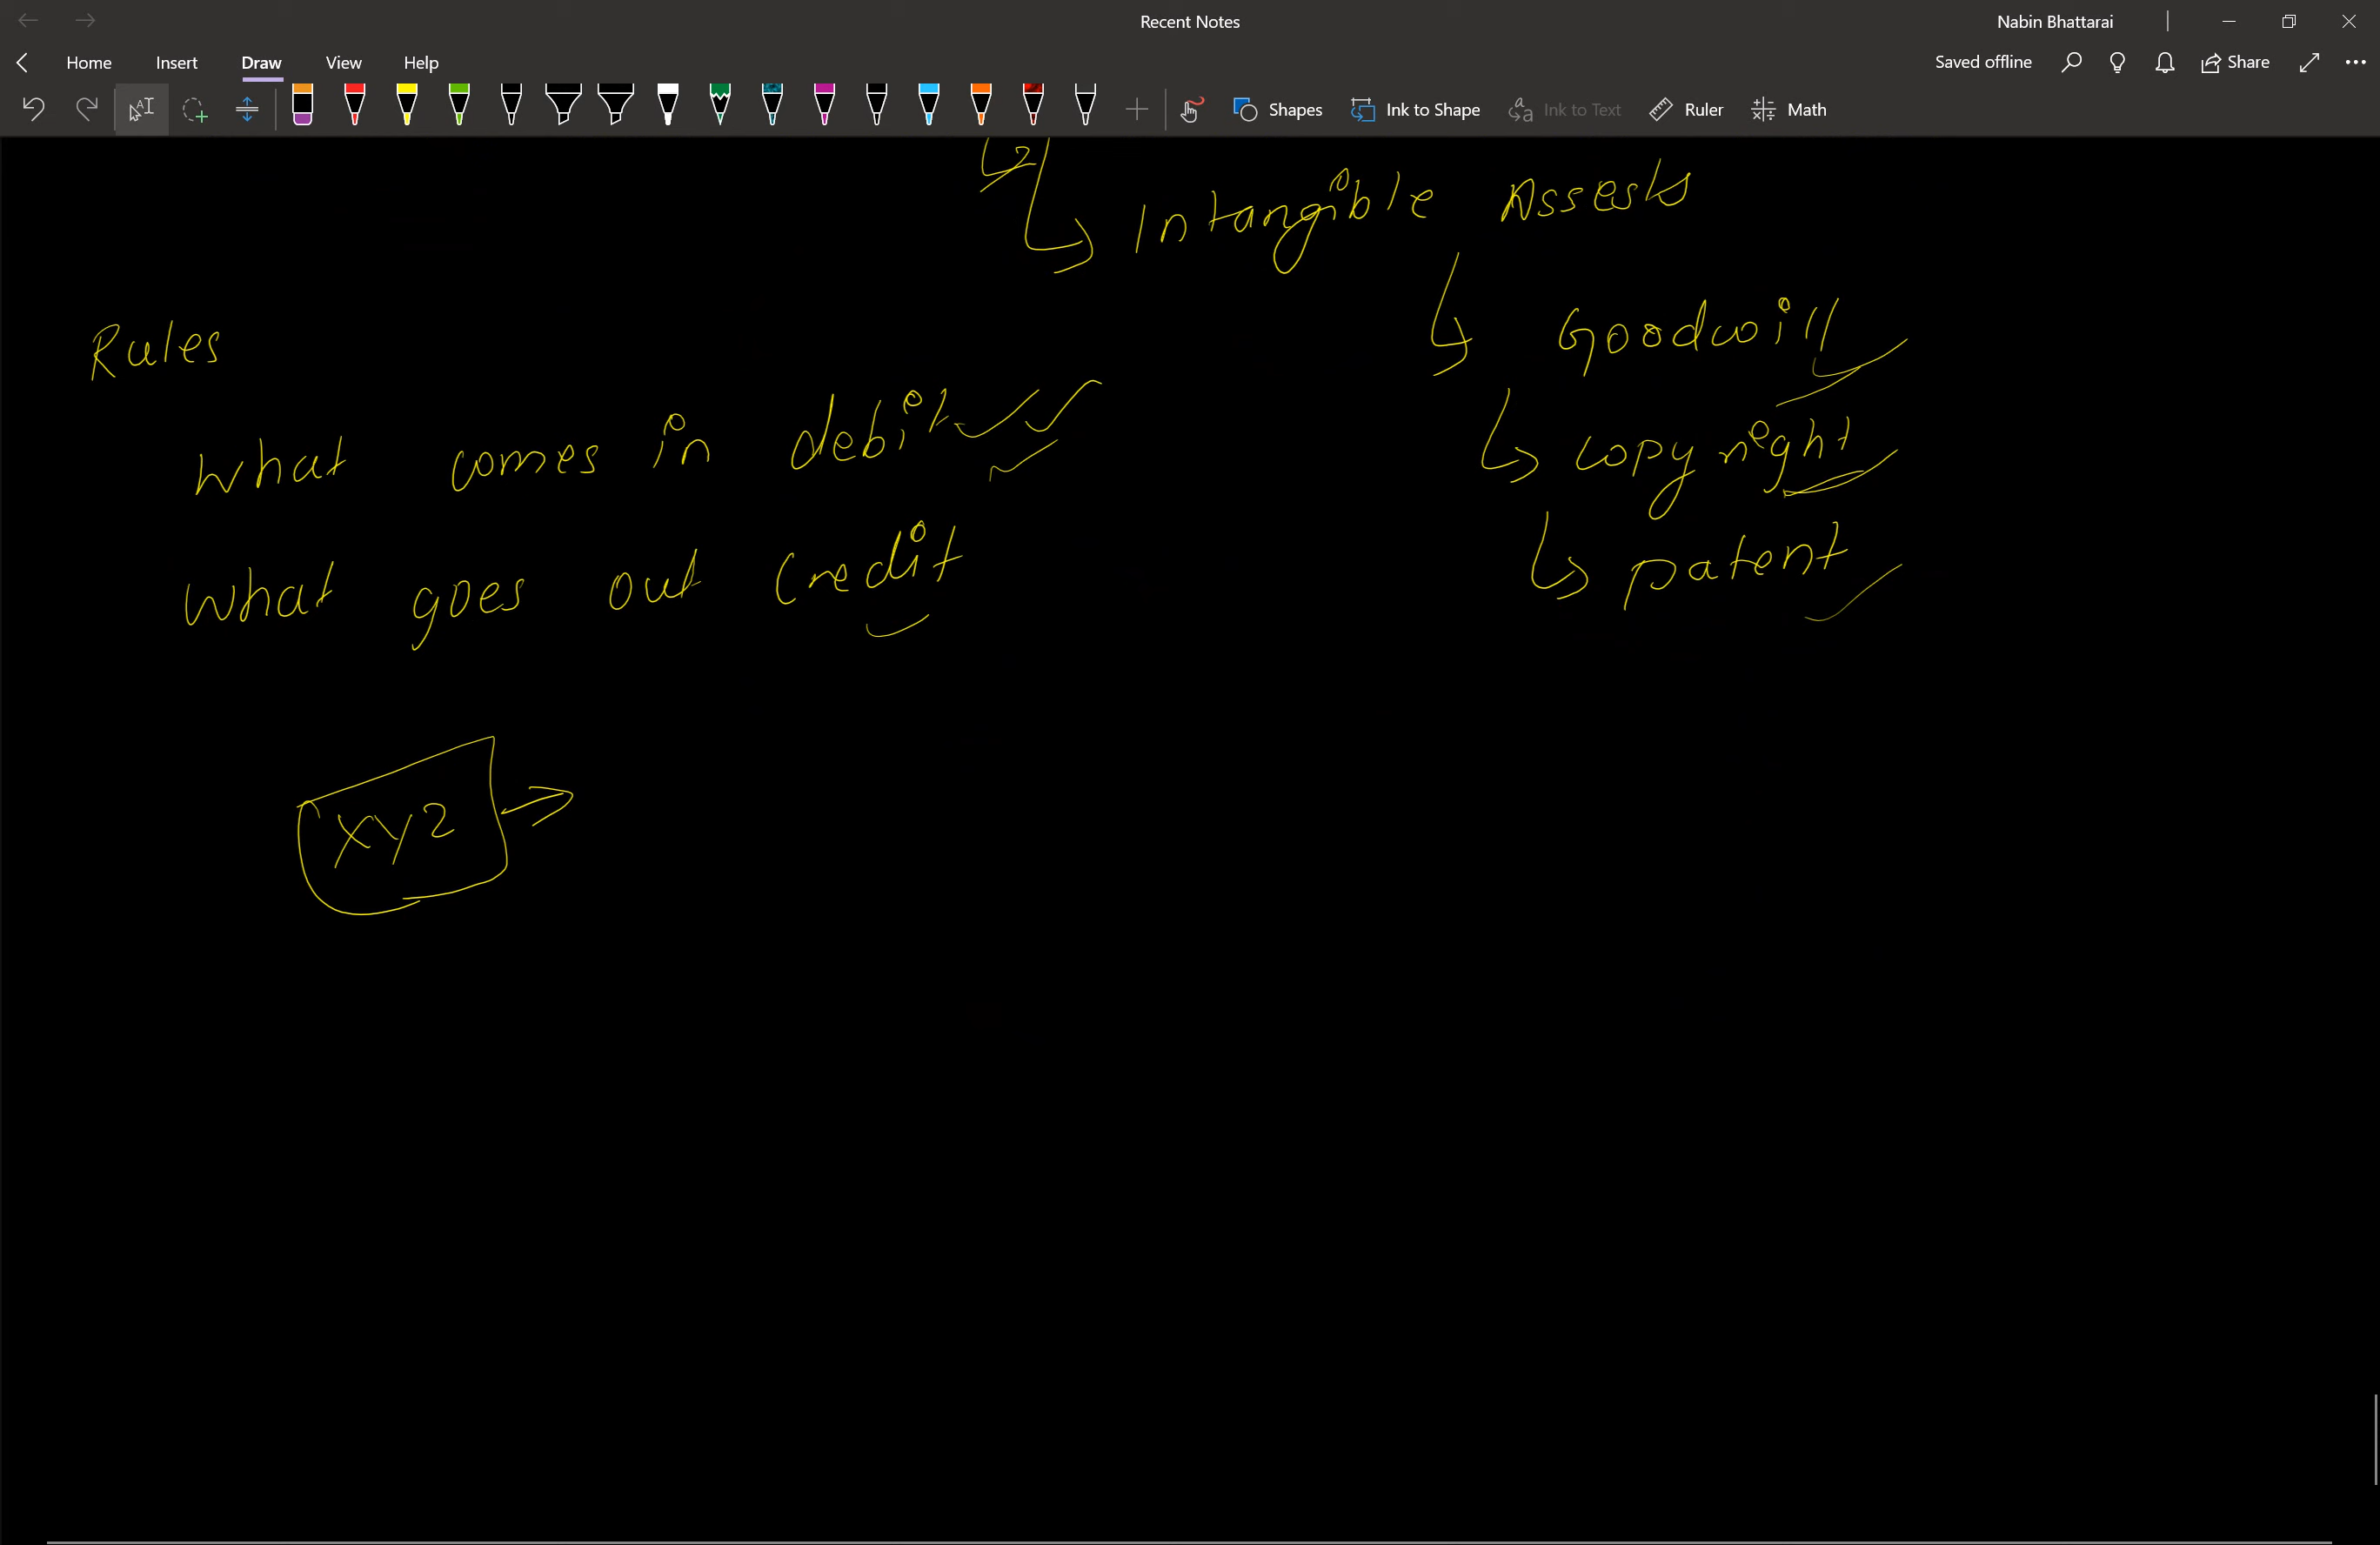 Recent Notes
Nabin Bhattarai
Home Insert Draw View Help
Saved offline
Share
Shapes
Ink to Shape
Ink to Text
Ruler
Math
Intangible Assests
Goodwill
copy right
patent
Rules
What comes in debit
What goes out credit
XYZ